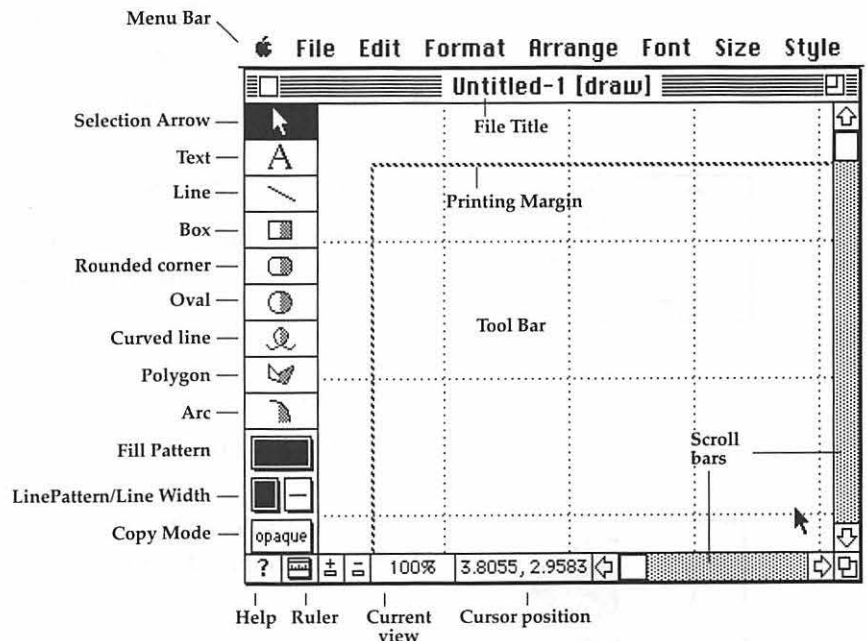 Menu Bar
File Edit Format Arrange Font Size Style
Untitled-1 [draw]
Selection Arrow
File Title
Text
A
Line
Printing Margin
Box
Rounded corner
Oval
Tool Bar
Curved line
Polygon
Arc
Fill Pattern
Scroll
bars
LinePattern/Line Width
Copy Mode
opaque
? 100% 3.8055, 2.9583
Help Ruler Current Cursor position
view